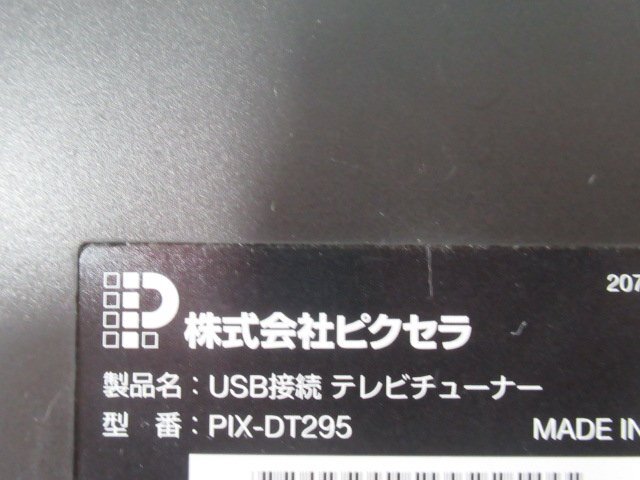 207
株式会社ピクセラ
製品名：USB接続 テレビチューナー
型　番：PIX-DT295
MADE IN